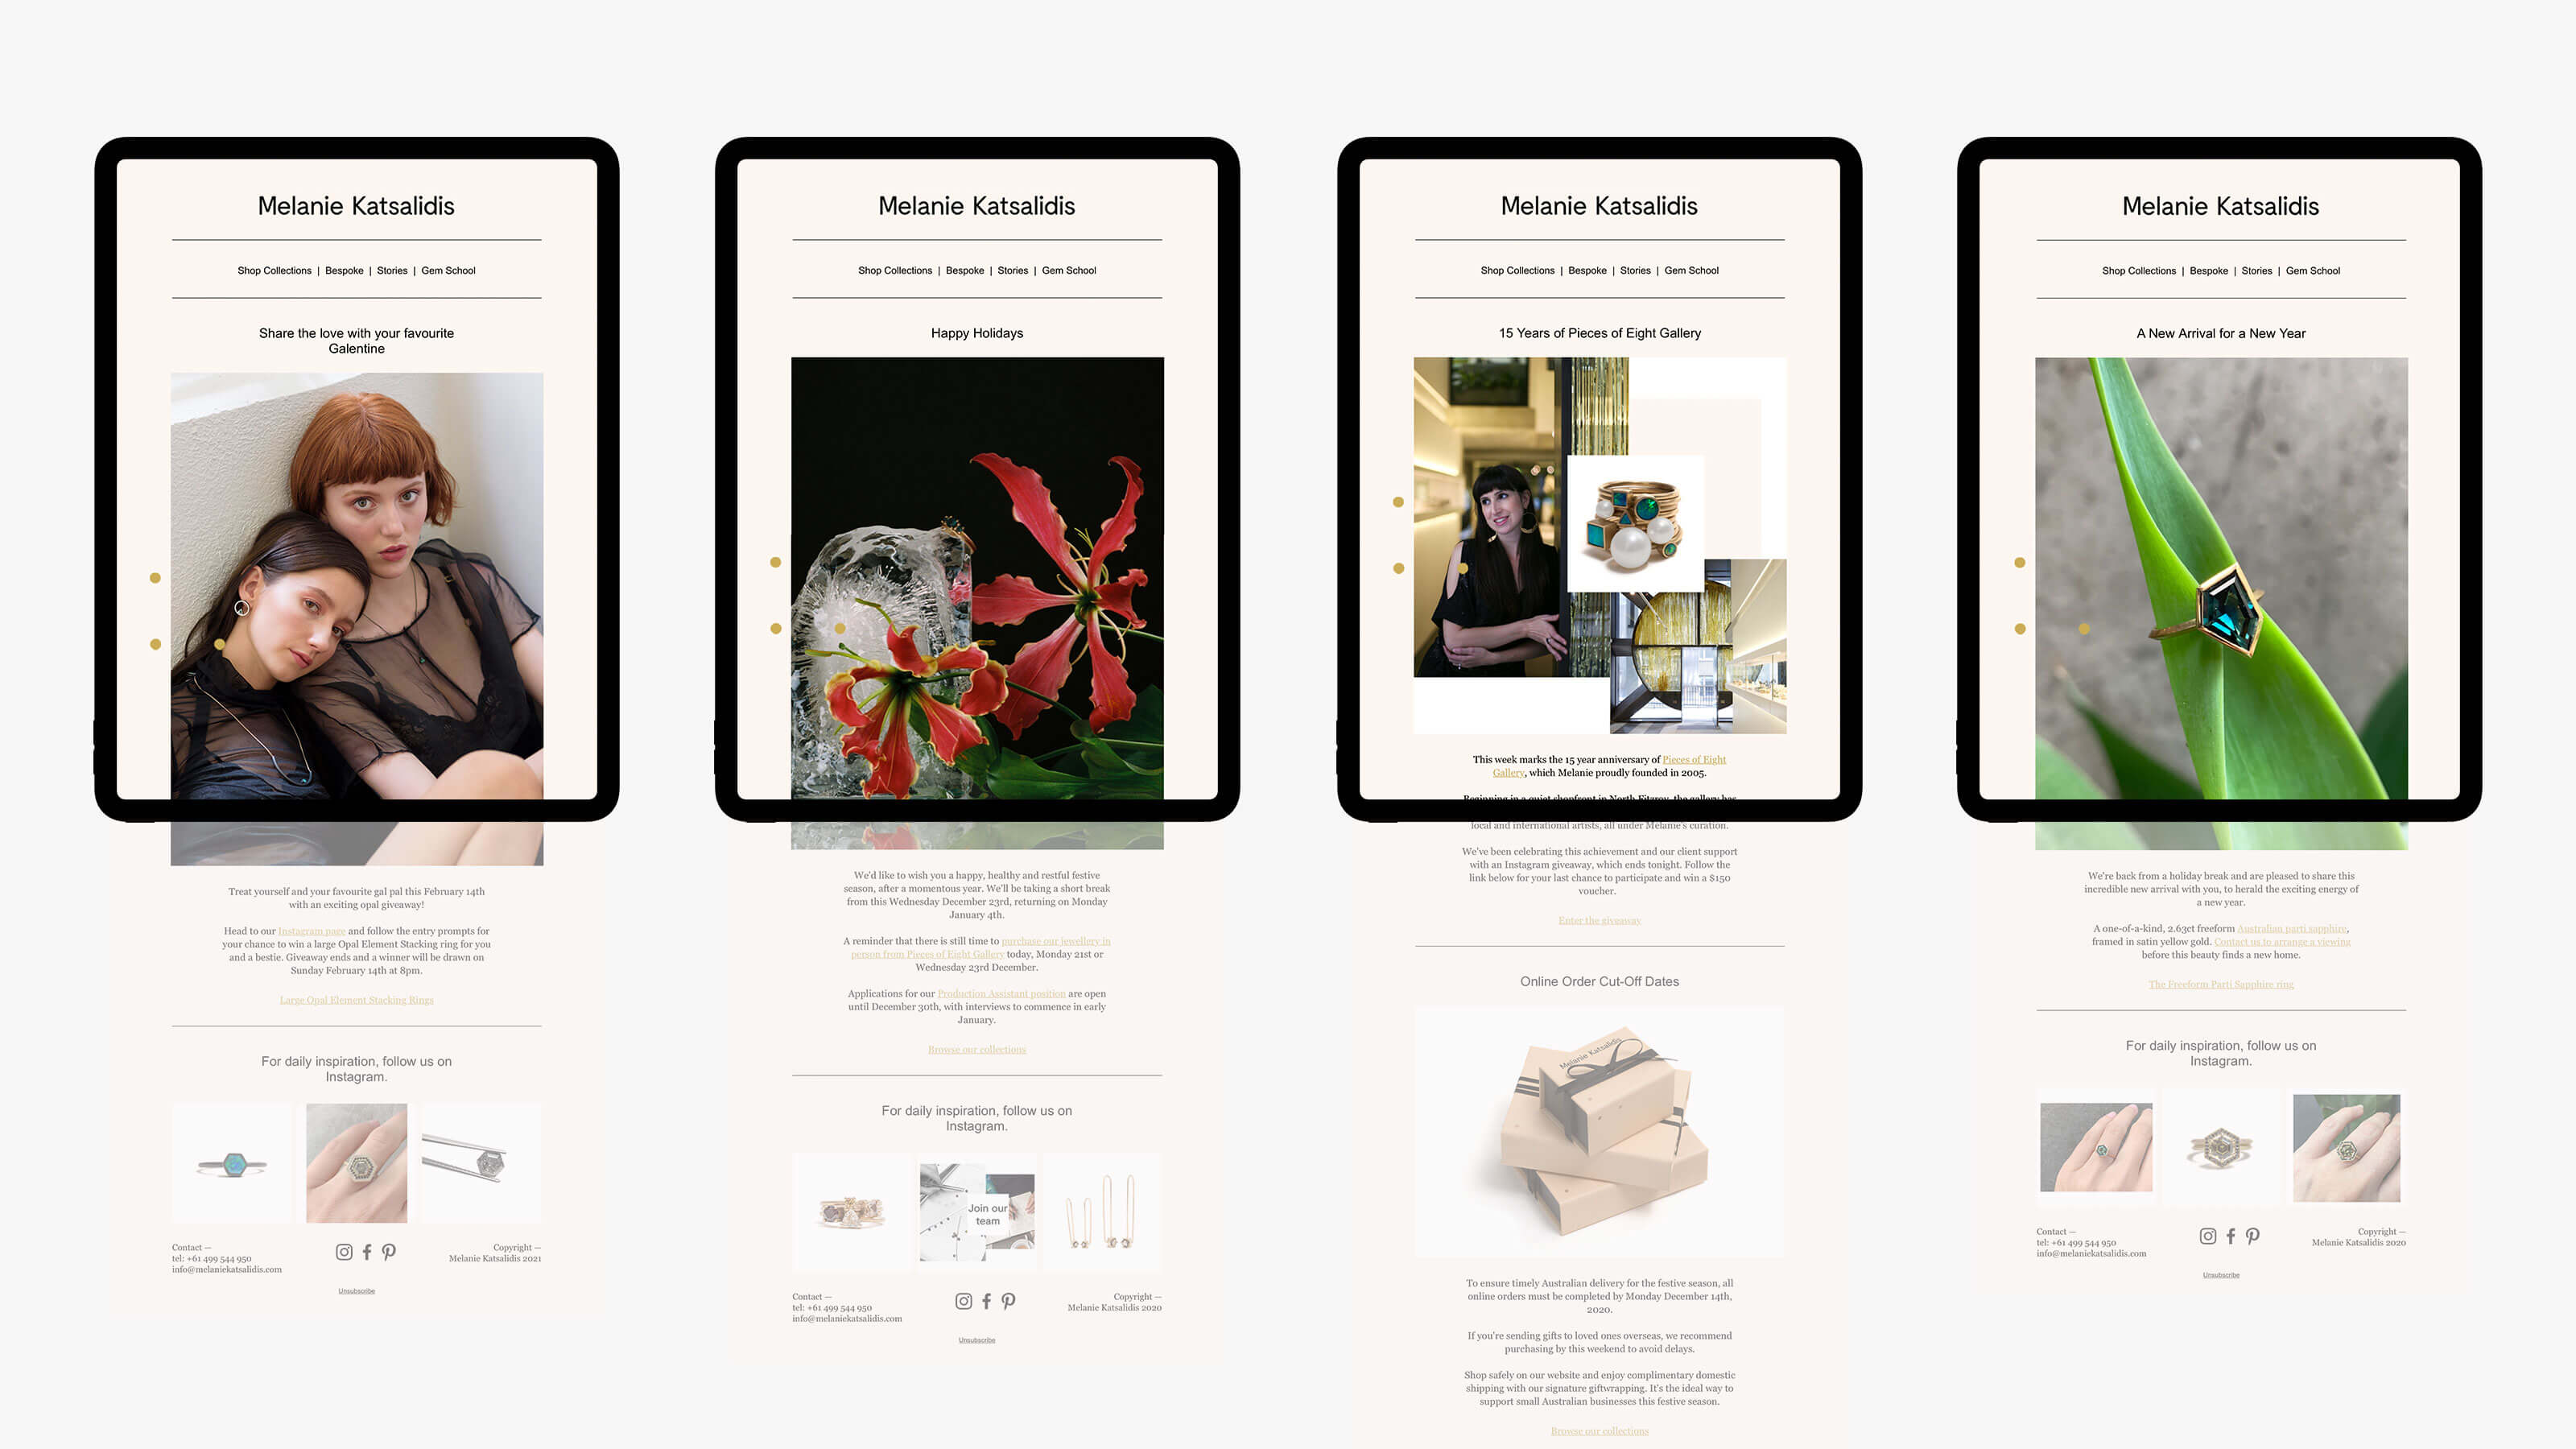 Melanie Katsalidis
Shop Collections | Bespoke | Stories | Gem School
Share the love with your favourite
Galentine
Treat yourself and your favourite gal pal this February 14th
with an exciting opal giveaway!
Head to our Instagram page and follow the entry prompts for
your chance to win a large Opal Element Stacking ring for you
and a bestie. Giveaway ends and a winner will be drawn on
Sunday February 14th at 8pm.
Large Opal Element Stacking Rings
For daily inspiration, follow us on
Instagram.
Contact —
tel: +61 499 544 950
info@melaniekatsalidis.com
Copyright —
Melanie Katsalidis 2021
Unsubscribe
Melanie Katsalidis
Shop Collections | Bespoke | Stories | Gem School
Happy Holidays
We'd like to wish you a happy, healthy and restful festive
season, after a momentous year. We'll be taking a short break
from this Wednesday December 23rd, returning on Monday
January 4th.
A reminder that there is still time to purchase our jewellery in
person from Pieces of Eight Gallery today, Monday 21st or
Wednesday 23rd December.
Applications for our Production Assistant position are open
until December 30th, with interviews to commence in early
January.
Browse our collections
For daily inspiration, follow us on
Instagram.
Join our
team
Contact —
tel: +61 499 544 950
info@melaniekatsalidis.com
Copyright —
Melanie Katsalidis 2020
Unsubscribe
Melanie Katsalidis
Shop Collections | Bespoke | Stories | Gem School
15 Years of Pieces of Eight Gallery
This week marks the 15 year anniversary of Pieces of Eight
Gallery, which Melanie proudly founded in 2005.
Beginning in a quiet shopfront in North Fitzroy, the gallery has
local and international artists, all under Melanie's curation.
We've been celebrating this achievement and our client support
with an Instagram giveaway, which ends tonight. Follow the
link below for your last chance to participate and win a $150
voucher.
Enter the giveaway
Online Order Cut-Off Dates
Melanie Katsalidis
To ensure timely Australian delivery for the festive season, all
online orders must be completed by Monday December 14th,
2020.
If you're sending gifts to loved ones overseas, we recommend
purchasing by this weekend to avoid delays.
Shop safely on our website and enjoy complimentary domestic
shipping with our signature giftwrapping. It's the ideal way to
support small Australian businesses this festive season.
Browse our collections
Melanie Katsalidis
Shop Collections | Bespoke | Stories | Gem School
A New Arrival for a New Year
We're back from a holiday break and are pleased to share this
incredible new arrival with you, to herald the exciting energy of
a new year.
A one-of-a-kind, 2.63ct freeform Australian parti sapphire,
framed in satin yellow gold. Contact us to arrange a viewing
before this beauty finds a new home.
The Freeform Parti Sapphire ring
For daily inspiration, follow us on
Instagram.
Contact —
tel: +61 499 544 950
info@melaniekatsalidis.com
Copyright —
Melanie Katsalidis 2020
Unsubscribe